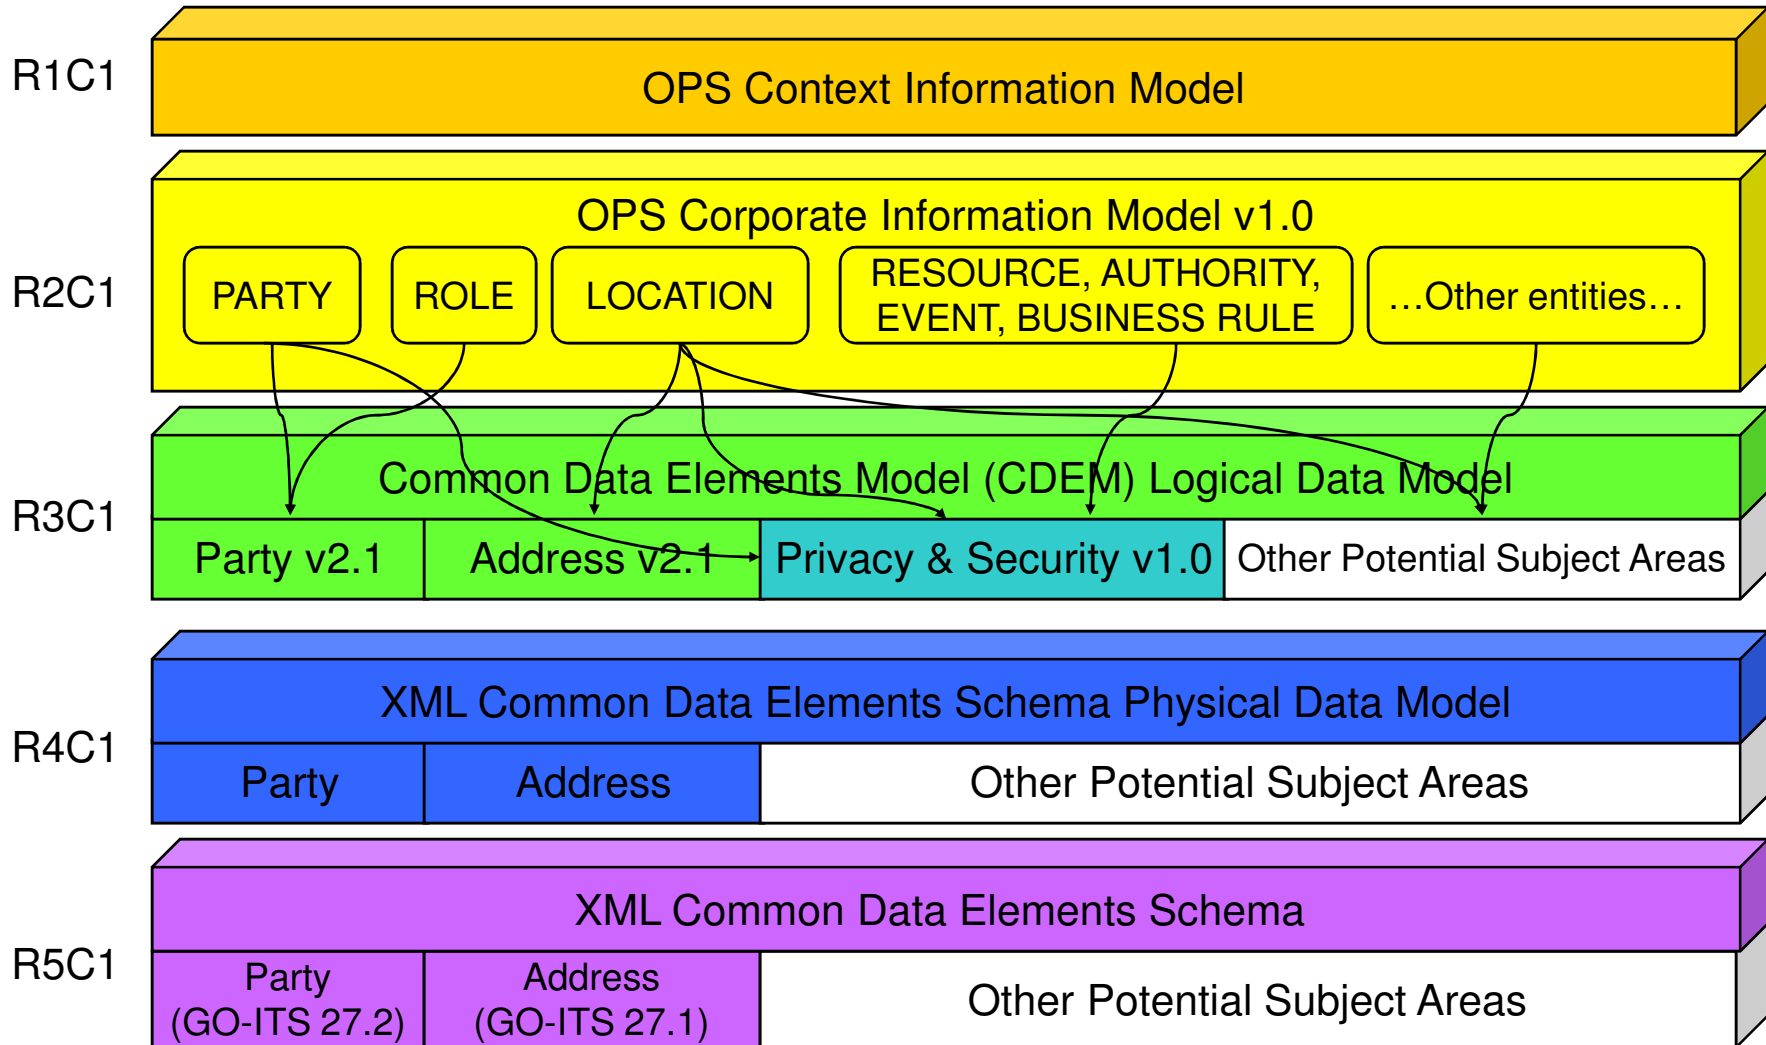 R1C1
OPS Context Information Model
R2C1
OPS Corporate Information Model v1.0
PARTY
ROLE
LOCATION
RESOURCE, AUTHORITY,
EVENT, BUSINESS RULE
…Other entities…
R3C1
Common Data Elements Model (CDEM) Logical Data Model
Party v2.1
Address v2.1
Privacy & Security v1.0
Other Potential Subject Areas
R4C1
XML Common Data Elements Schema Physical Data Model
Party
Address
Other Potential Subject Areas
R5C1
XML Common Data Elements Schema
Party
(GO-ITS 27.2)
Address
(GO-ITS 27.1)
Other Potential Subject Areas